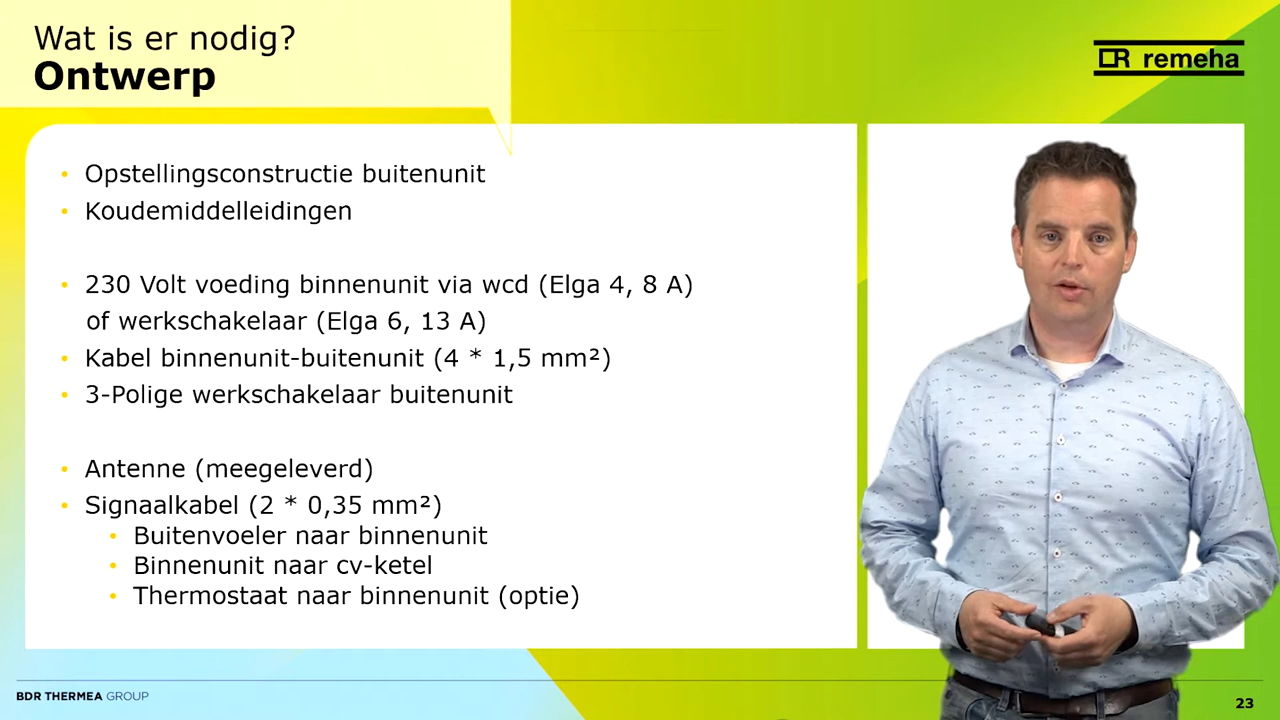 Wat is er nodig?
Ontwerp
remeha
• Opstellingsconstructie buitenunit
• Koudemiddelleidingen
• 230 Volt voeding binnenunit via wcd (Elga 4, 8 A)
of werkschakelaar (Elga 6, 13 A)
• Kabel binnenunit-buitenunit (4 * 1,5 mm²)
• 3-Polige werkschakelaar buitenunit
• Antenne (meegeleverd)
• Signaalkabel (2 * 0,35 mm²)
• Buitenvoeler naar binnenunit
• Binnenunit naar cv-ketel
• Thermostaat naar binnenunit (optie)
BDR THERMEA GROUP
23